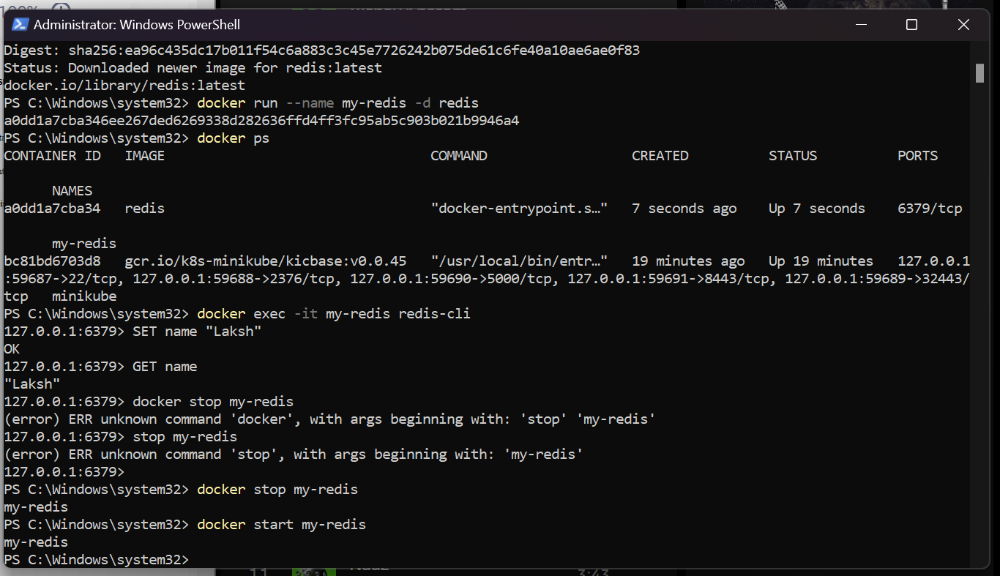 100%
Administrator: Windows PowerShell
Digest: sha256:ea96c435dc17b011f54c6a883c3c45e7726242b075de61c6fe40a10ae6ae0f83
Status: Downloaded newer image for redis:latest
docker.io/library/redis:latest
PS C:\Windows\system32> docker run --name my-redis -d redis
a0dd1a7cba346ee267ded6269338d282636ffd4ff3fc95ab5c903b021b9946a4
PS C:\Windows\system32> docker ps
CONTAINER ID   IMAGE                                 COMMAND                  CREATED          STATUS          PORTS
      NAMES
a0dd1a7cba34   redis                                 "docker-entrypoint.s…"   7 seconds ago    Up 7 seconds    6379/tcp
      my-redis
bc81bd6703d8   gcr.io/k8s-minikube/kicbase:v0.0.45   "/usr/local/bin/entr…"   19 minutes ago   Up 19 minutes   127.0.0.1
:59687->22/tcp, 127.0.0.1:59688->2376/tcp, 127.0.0.1:59690->5000/tcp, 127.0.0.1:59691->8443/tcp, 127.0.0.1:59689->32443/
tcp   minikube
PS C:\Windows\system32> docker exec -it my-redis redis-cli
127.0.0.1:6379> SET name "Laksh"
OK
127.0.0.1:6379> GET name
"Laksh"
127.0.0.1:6379> docker stop my-redis
(error) ERR unknown command 'docker', with args beginning with: 'stop' 'my-redis'
127.0.0.1:6379> stop my-redis
(error) ERR unknown command 'stop', with args beginning with: 'my-redis'
127.0.0.1:6379>
PS C:\Windows\system32> docker stop my-redis
my-redis
PS C:\Windows\system32> docker start my-redis
my-redis
PS C:\Windows\system32>
11
3:43